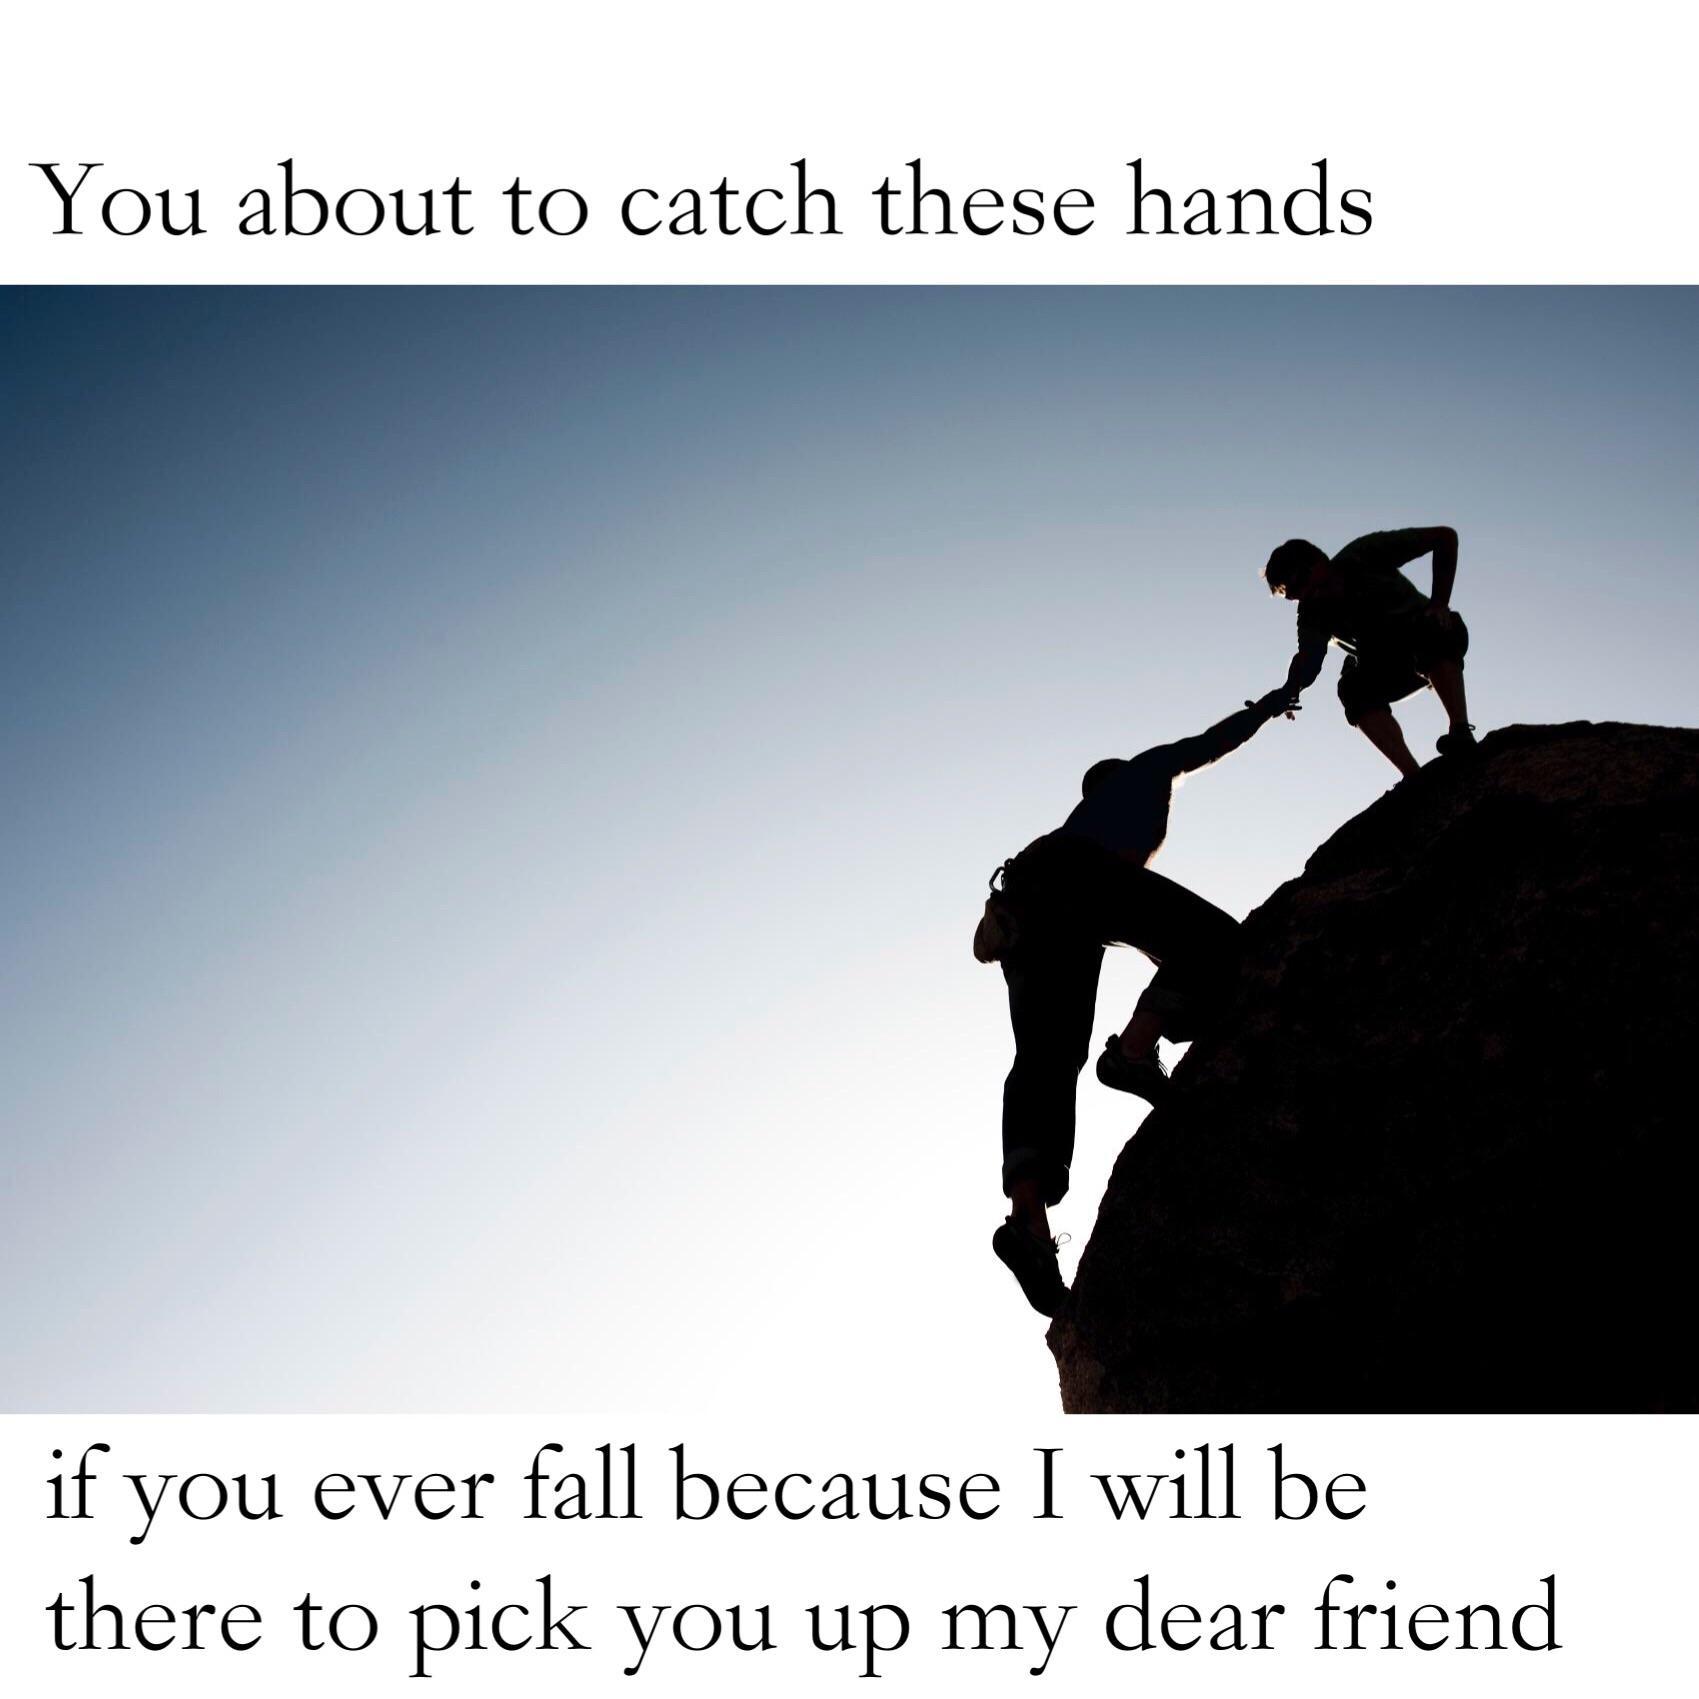 You about to catch these hands
if you ever fall because I will be
there to pick you up my dear friend